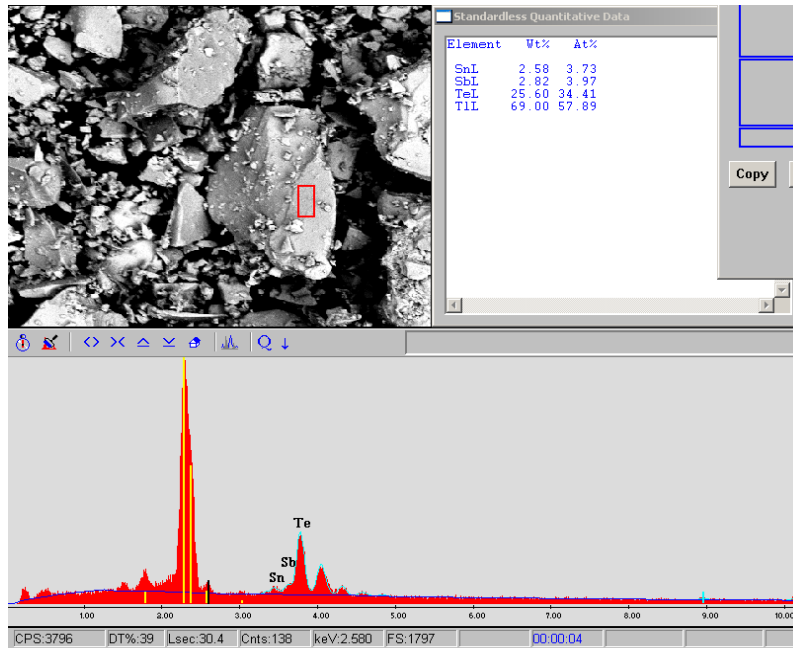 Standardless Quantitative Data
Element Wt% At%
SnL 2.58 3.73
SbL 2.82 3.97
TeL 25.60 34.41
TlL 69.00 57.89
Copy
Q
Te
Sb
Sn
1.00 2.00 3.00 4.00 5.00 6.00 7.00 8.00 9.00 10.00
CPS:3796 DT%:39 Lsec:30.4 Cnts:138 keV:2.580 FS:1797 00:00:04